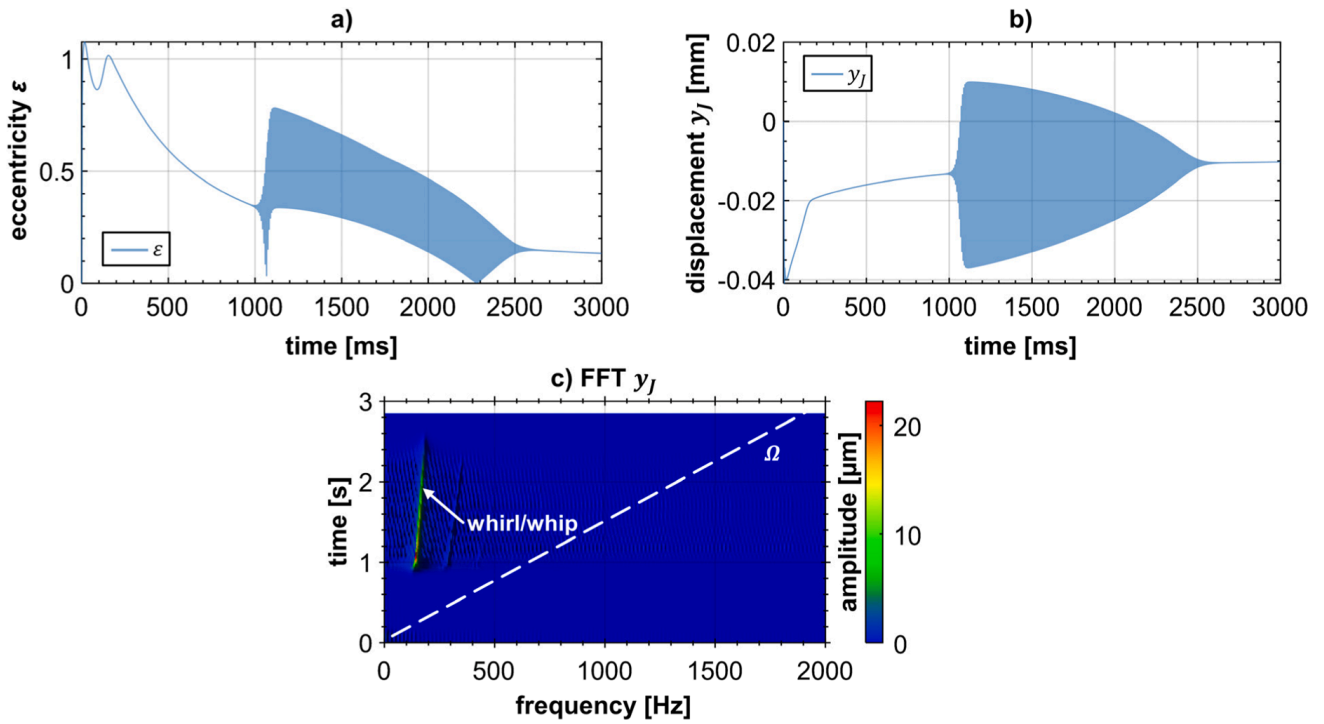 a)
1
0.5
0
eccentricity ε
ε
0 500 1000 1500 2000 2500 3000
time [ms]
b)
0.02
0
-0.02
-0.04
displacement y_J [mm]
y_J
0 500 1000 1500 2000 2500 3000
time [ms]
c) FFT y_J
3
2
1
0
time [s]
whirl/whip
Ω
0 500 1000 1500 2000
frequency [Hz]
20
10
0
amplitude [µm]